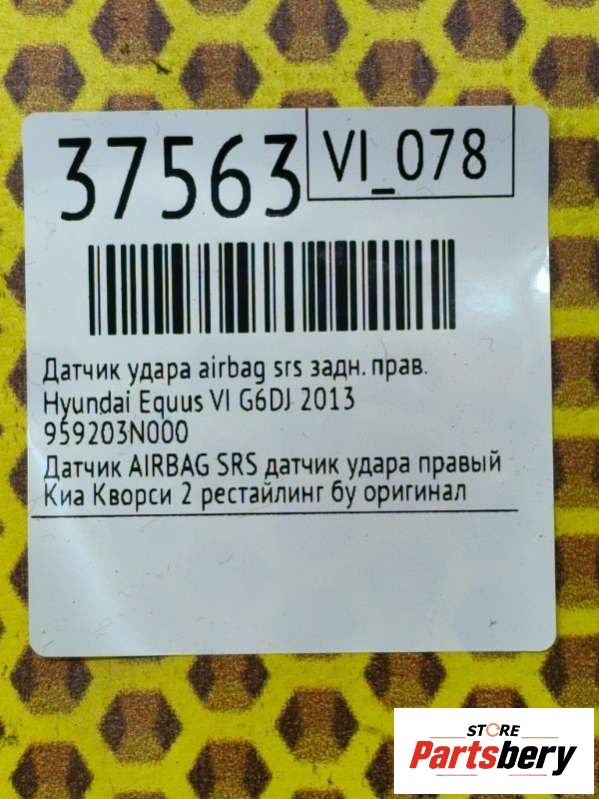 37563
VI_078
Датчик удара airbag srs задн. прав.
Hyundai Equus VI G6DJ 2013
959203N000
Датчик AIRBAG SRS датчик удара правый
Киа Кворси 2 рестайлинг бу оригинал
STORE
Partsbery